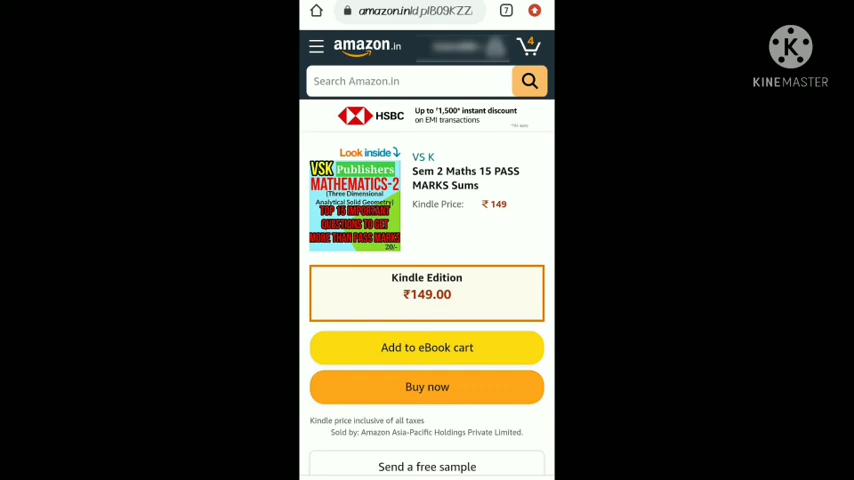 amazon.in/dp/B09KZZ
7
amazon.in
4
Search Amazon.in
HSBC
Up to ₹1,500* instant discount
on EMI transactions
Look inside
VSK Publishers
MATHEMATICS-2
(Three Dimensional
Analytical Solid Geometry)
TOP 15 IMPORTANT
QUESTIONS TO GET
MORE THAN PASS MARKS
20/-
VS K
Sem 2 Maths 15 PASS
MARKS Sums
Kindle Price: ₹ 149
Kindle Edition
₹149.00
Add to eBook cart
Buy now
Kindle price inclusive of all taxes
Sold by: Amazon Asia-Pacific Holdings Private Limited.
Send a free sample
K
KINEMASTER